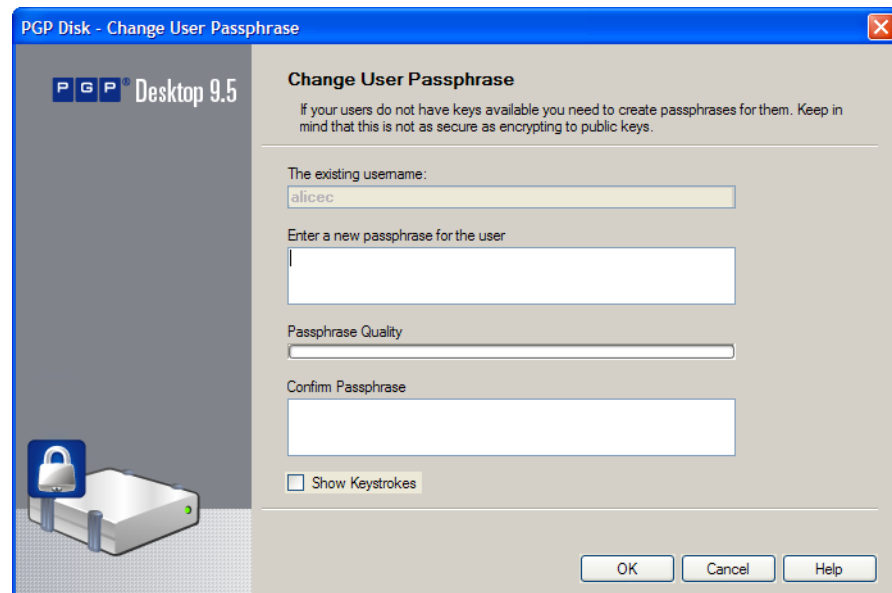 PGP Disk - Change User Passphrase
PGP® Desktop 9.5
Change User Passphrase
If your users do not have keys available you need to create passphrases for them. Keep in
mind that this is not as secure as encrypting to public keys.
The existing username:
alicec
Enter a new passphrase for the user
Passphrase Quality
Confirm Passphrase
Show Keystrokes
OK Cancel Help